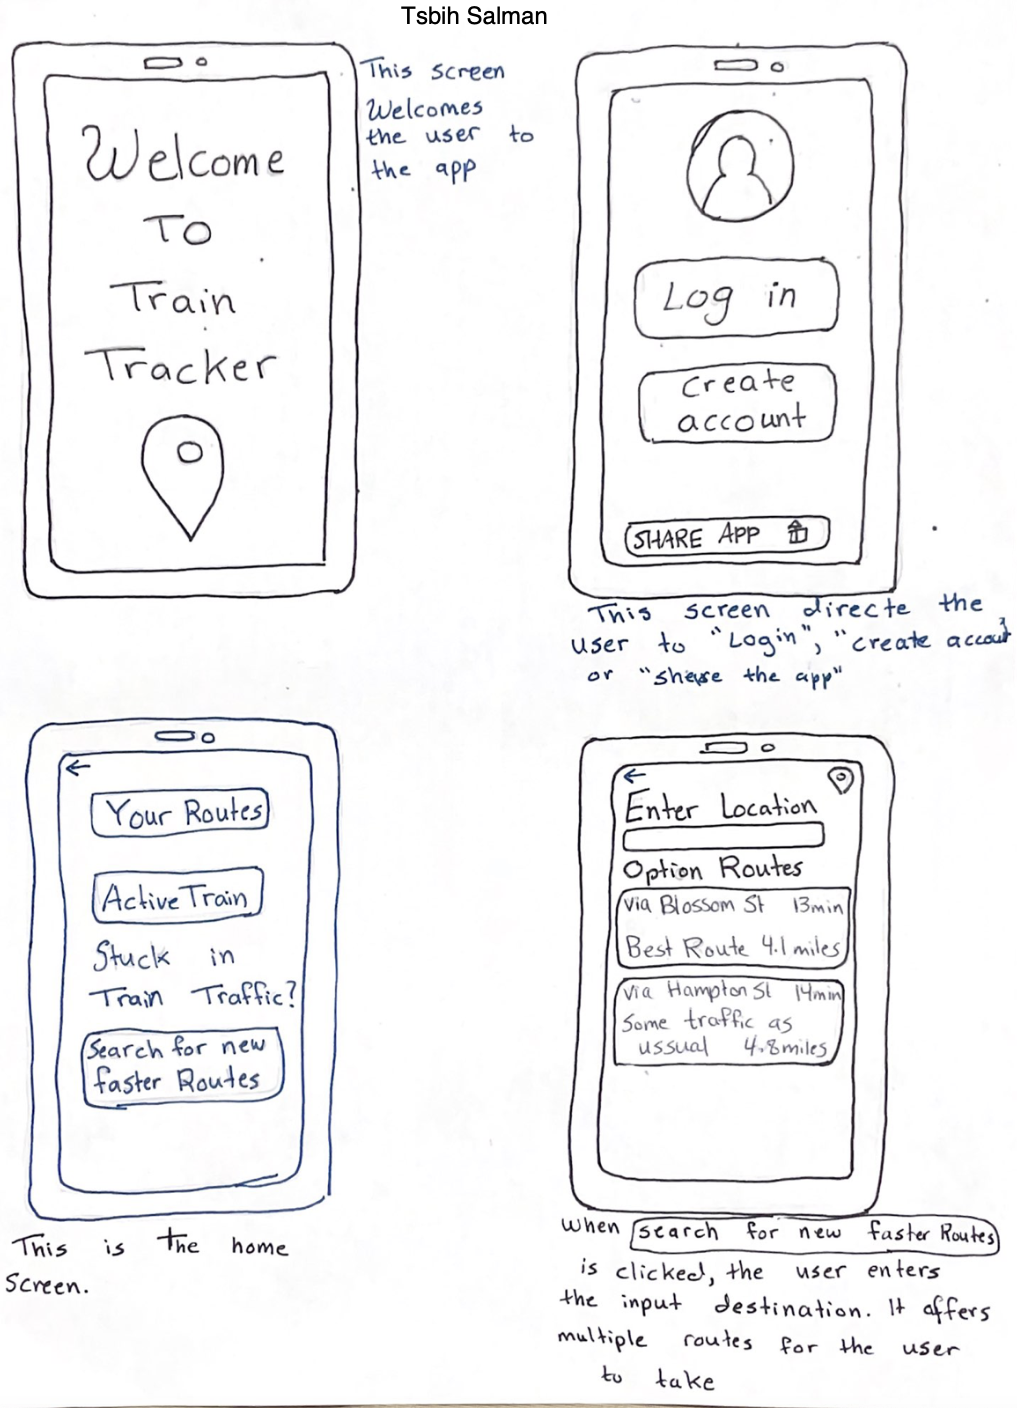 Tsbih Salman
Welcome
To
Train
Tracker
This screen
Welcomes
the user to
the app
Log in
create
account
SHARE APP
This screen directe the
user to "Login", "create accout,
or "share the app"
Your Routes
Active Train
Stuck in
Train Traffic?
Search for new
faster Routes
This is the home
Screen.
Enter Location
Option Routes
Via Blossom St 13min
Best Route 4.1 miles
Via Hampton St 14min
Some traffic as
ussual 4.8miles
when search for new faster Routes
is clicked, the user enters
the input destination. It offers
multiple routes for the user
to take